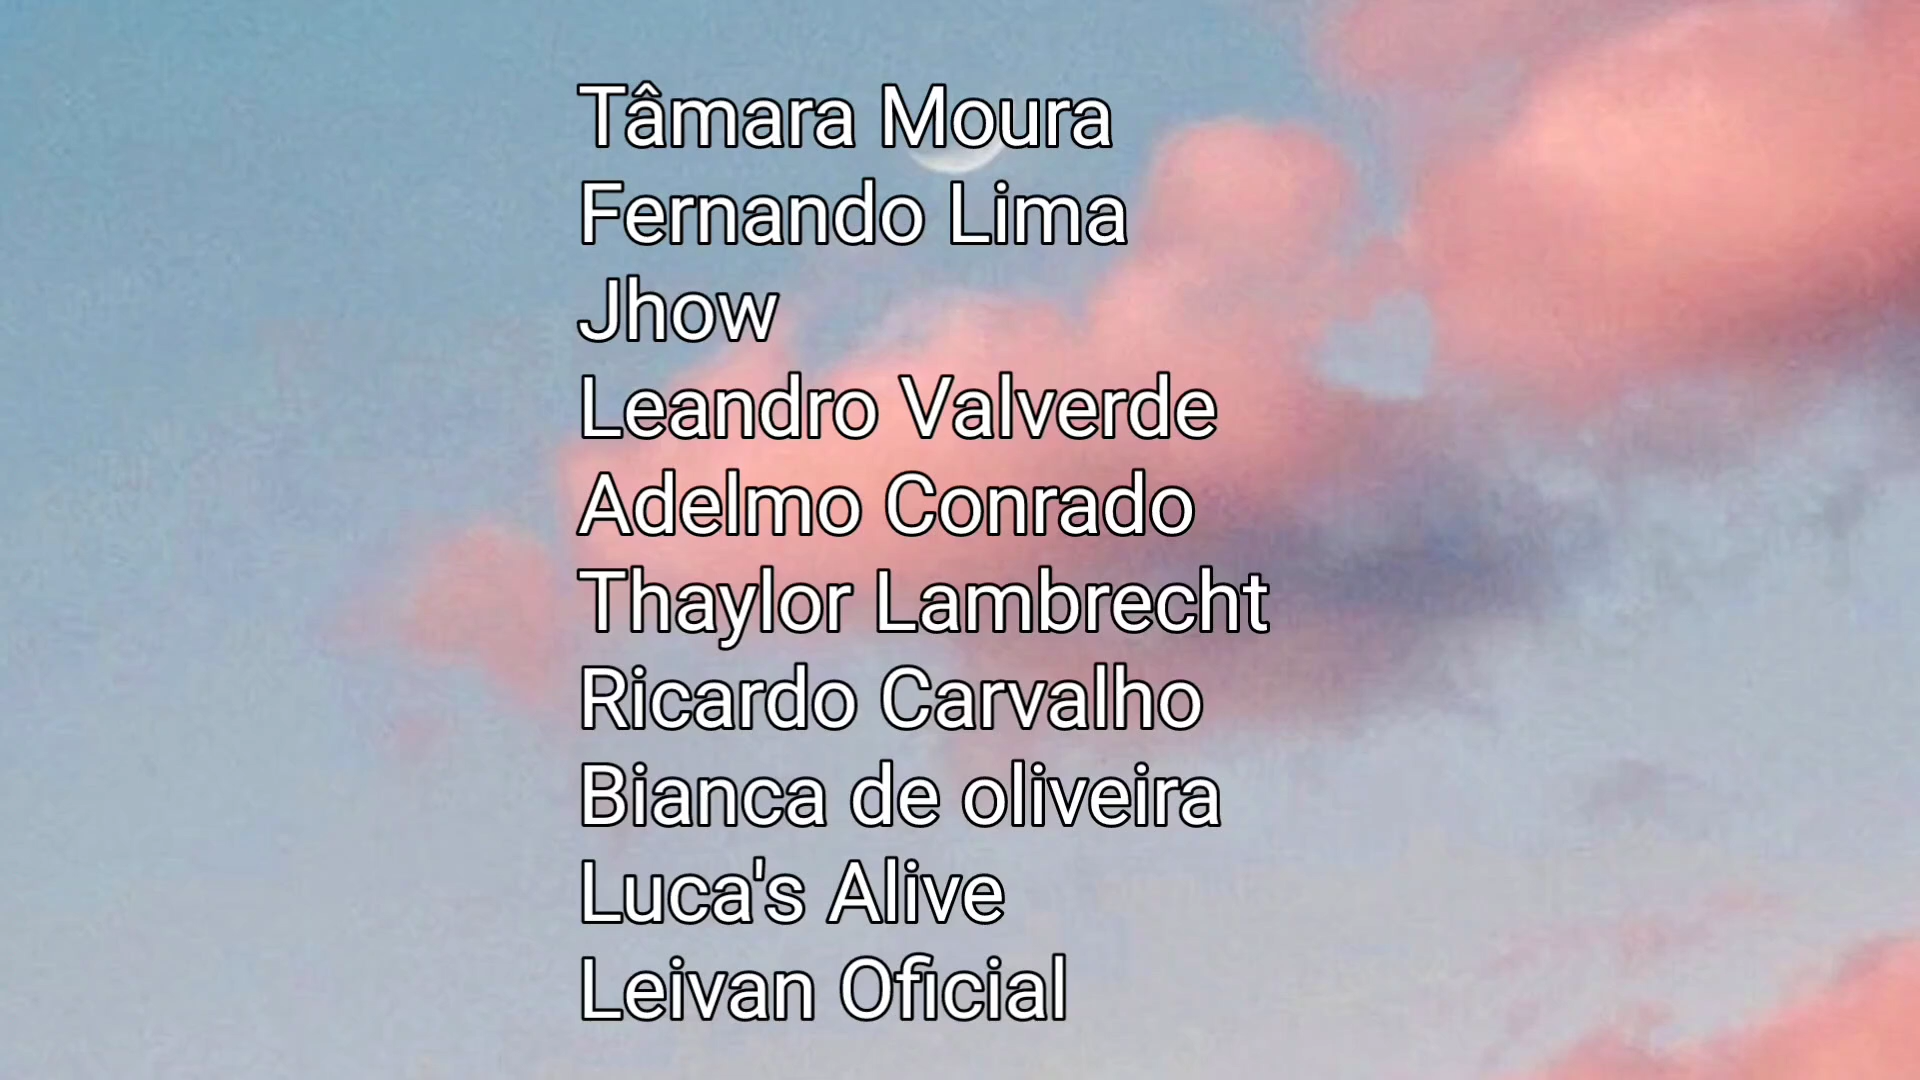 Tâmara Moura
Fernando Lima
Jhow
Leandro Valverde
Adelmo Conrado
Thaylor Lambrecht
Ricardo Carvalho
Bianca de oliveira
Luca's Alive
Leivan Oficial